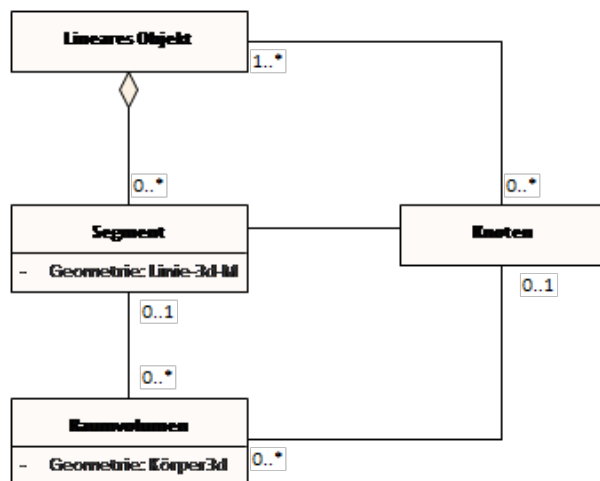 Lineares Objekt
1..*
0..*
0..*
Segment
Knoten
- Geometrie: Linie-3d-M
0..1
0..1
0..*
Raumvolumen
- Geometrie: Körper3d
0..*